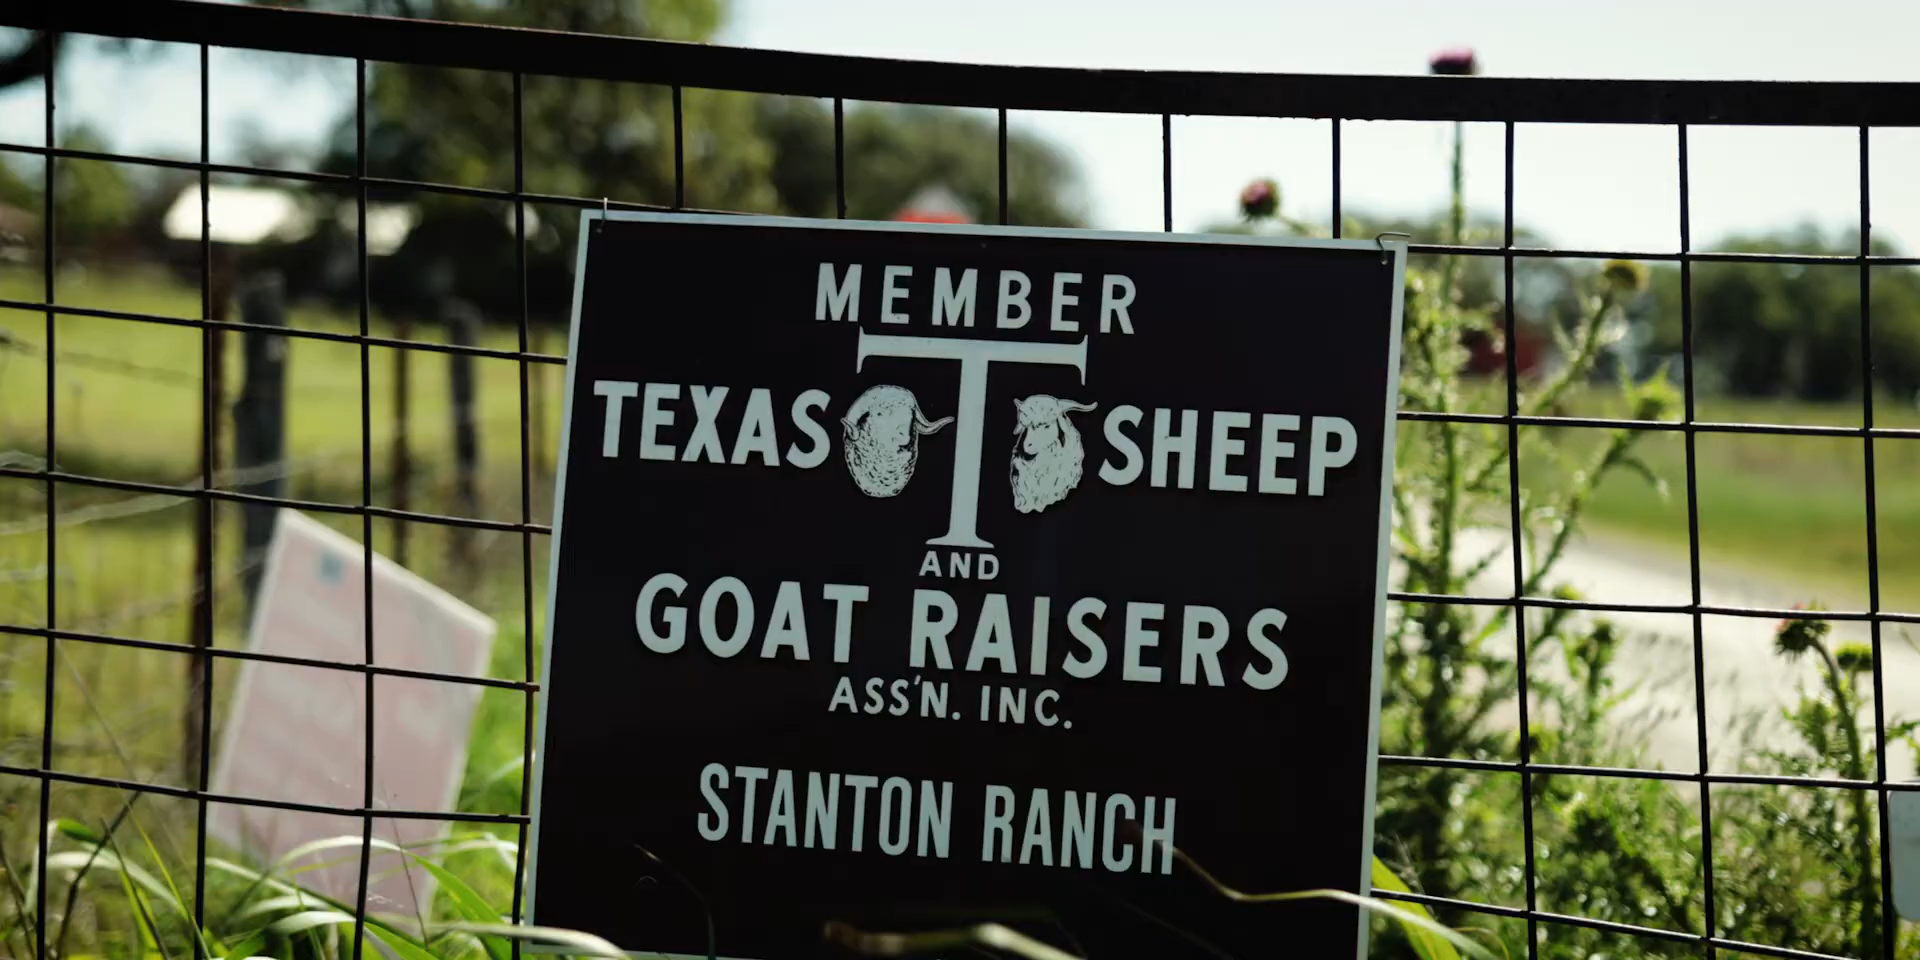 MEMBER
TEXAS T SHEEP
AND
GOAT RAISERS
ASS'N. INC.
STANTON RANCH